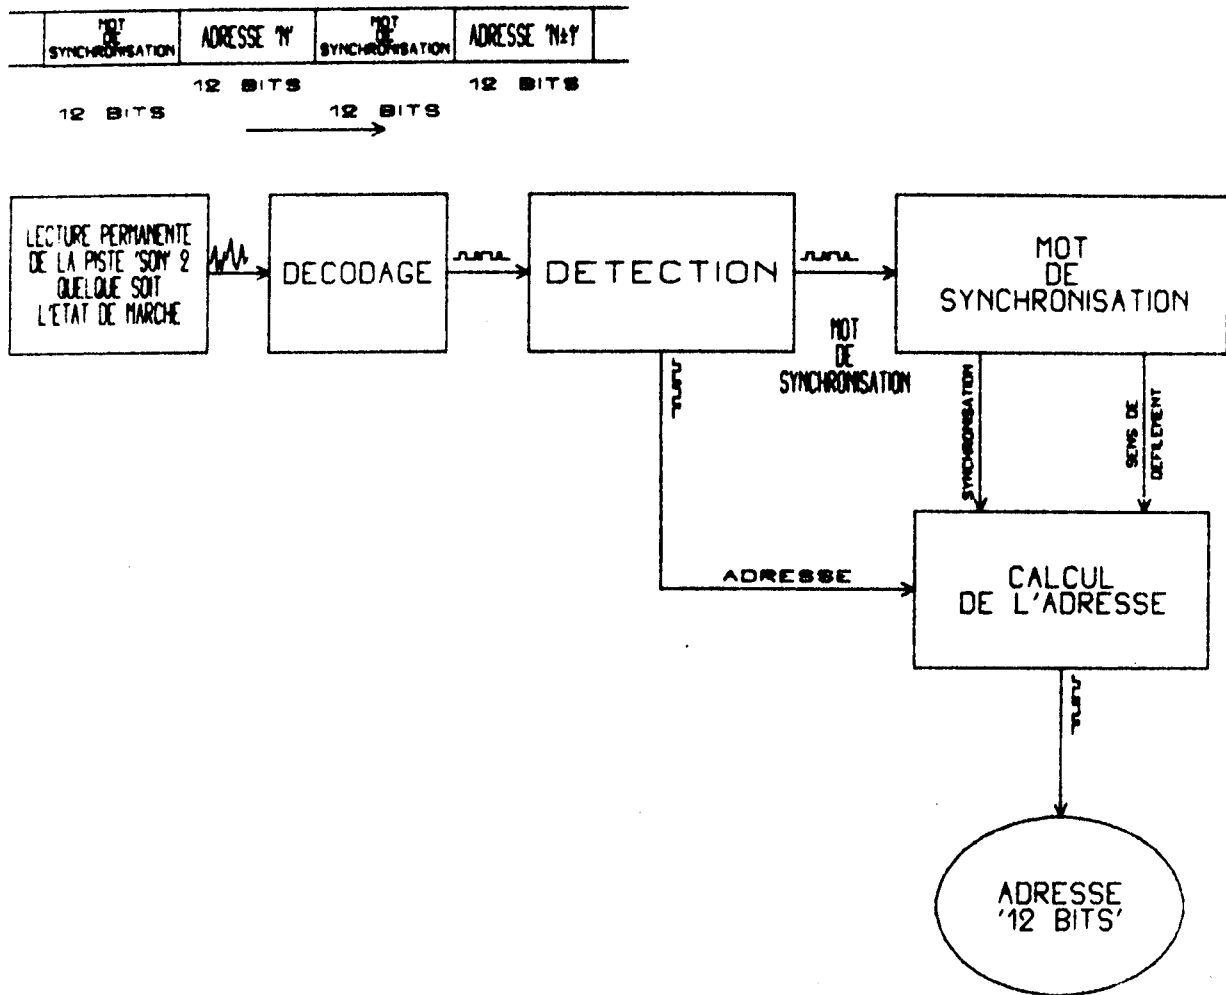 MOT
DE
SYNCHRONISATION
ADRESSE 'N'
MOT
DE
SYNCHRONISATION
ADRESSE 'N±1'
12 BITS
12 BITS
12 BITS
12 BITS
LECTURE PERMANENTE
DE LA PISTE 'SON' 2
QUELQUE SOIT
L'ETAT DE MARCHE
DECODAGE
DETECTION
MOT
DE
SYNCHRONISATION
MOT
DE
SYNCHRONISATION
SYNCHRONISATION
SENS DE
DEFILEMENT
ADRESSE
CALCUL
DE L'ADRESSE
ADRESSE
'12 BITS'